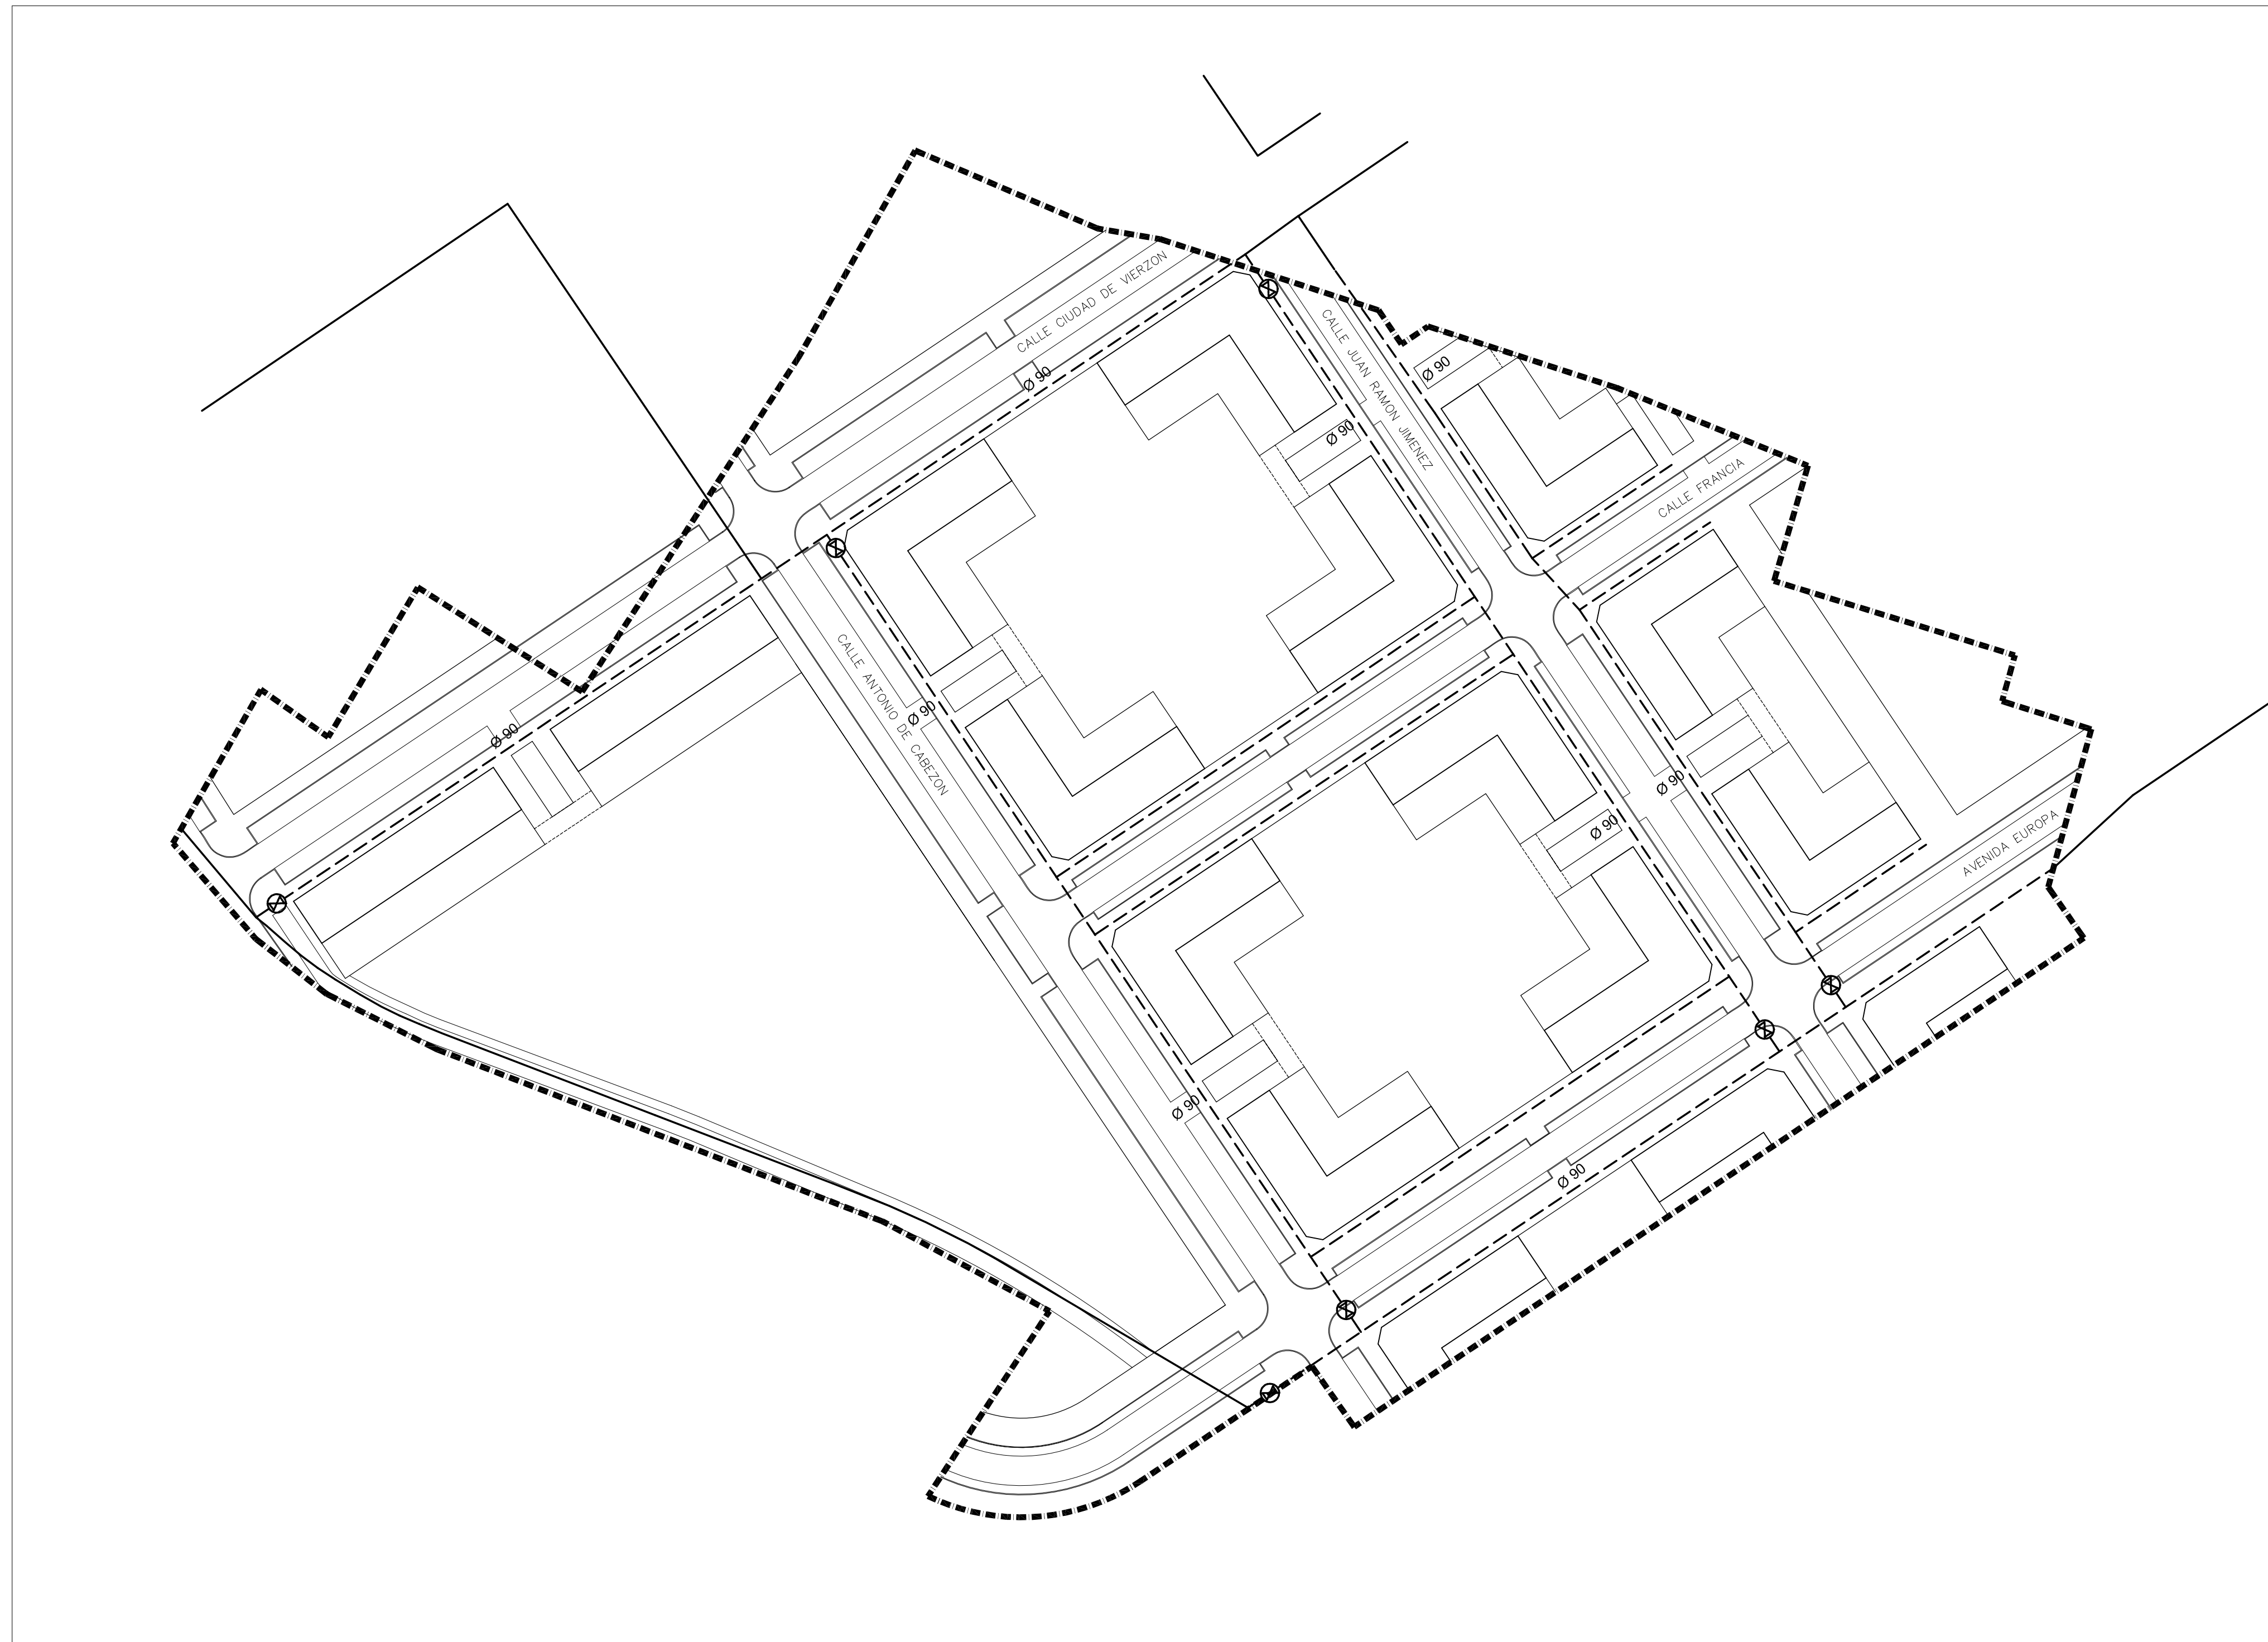 CALLE CIUDAD DE VIERZON
Ø 90
CALLE JUAN RAMON JIMENEZ
Ø 90
Ø 90
CALLE FRANCIA
CALLE ANTONIO DE CABEZON
Ø 90
Ø 90
Ø 90
Ø 90
AVENIDA EUROPA
Ø 90
Ø 90